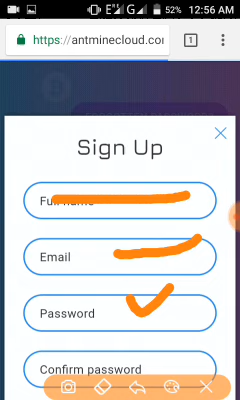 E G 52% 12:56 AM
https://antminecloud.co
1
Sign Up
Full name
Email
Password
Confirm password